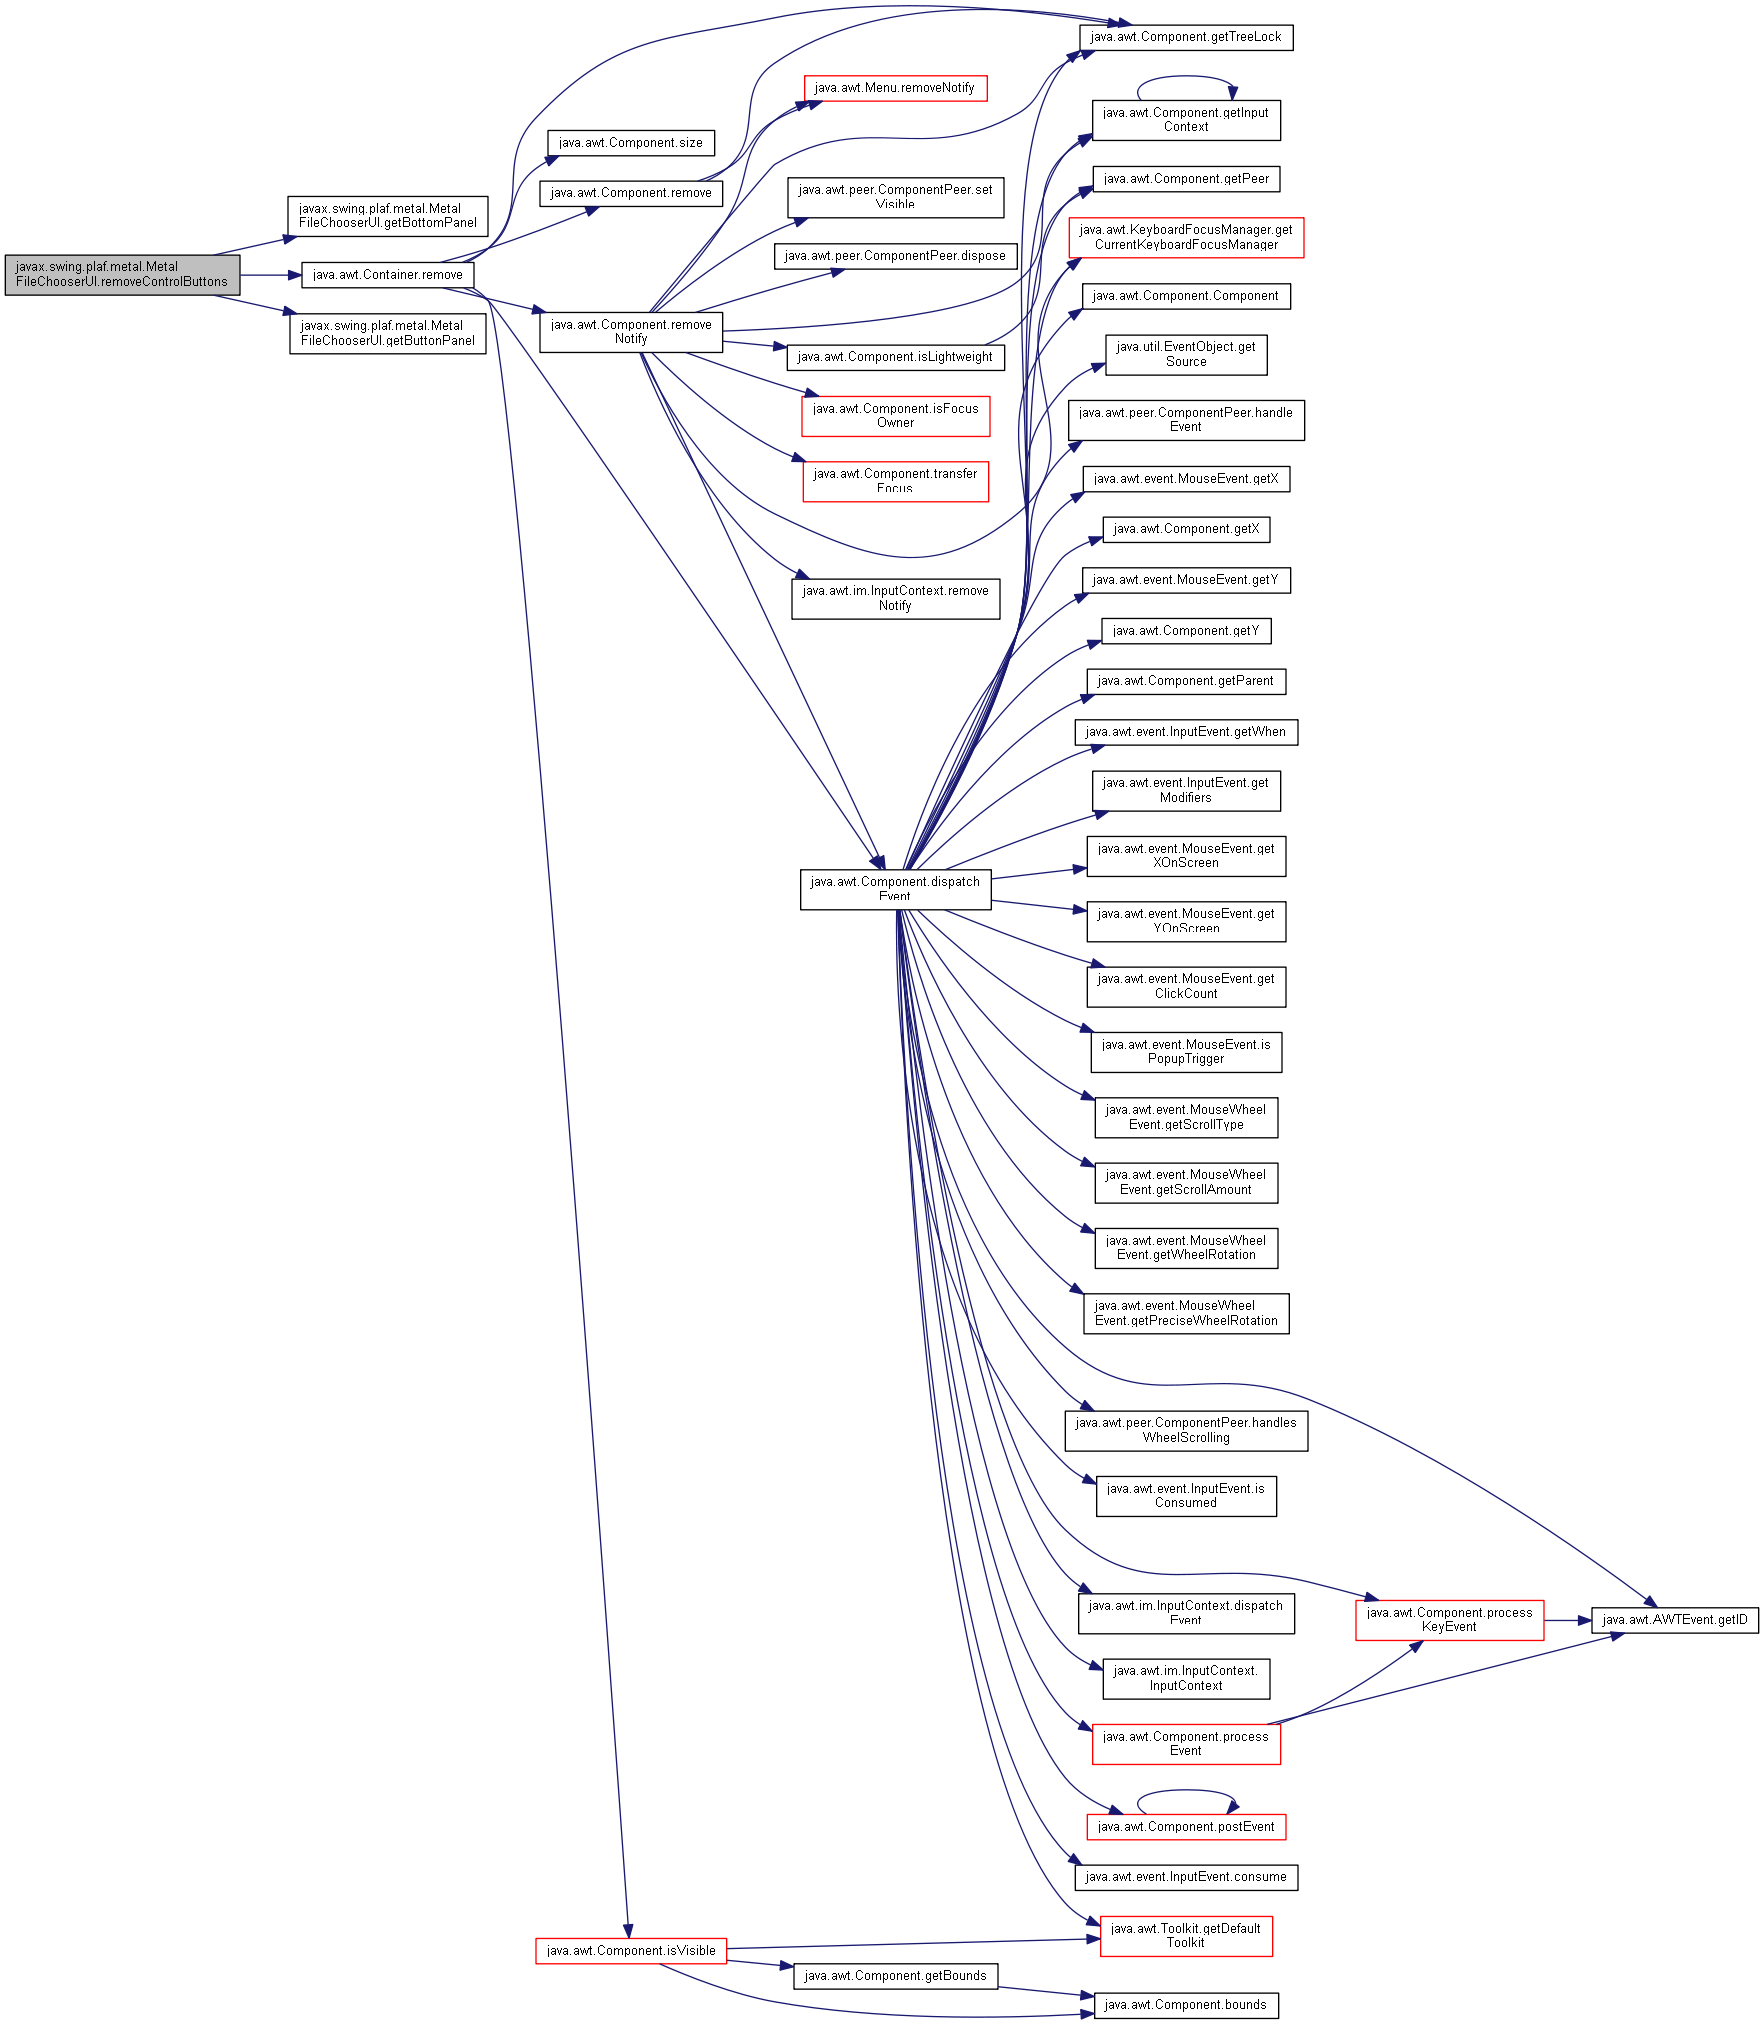 javax.swing.plaf.metal.Metal
FileChooserUI.removeControlButtons
javax.swing.plaf.metal.Metal
FileChooserUI.getBottomPanel
java.awt.Container.remove
javax.swing.plaf.metal.Metal
FileChooserUI.getButtonPanel
java.awt.Component.size
java.awt.Component.remove
java.awt.Component.remove
Notify
java.awt.Component.isVisible
java.awt.Menu.removeNotify
java.awt.peer.ComponentPeer.set
Visible
java.awt.peer.ComponentPeer.dispose
java.awt.Component.isLightweight
java.awt.Component.isFocus
Owner
java.awt.Component.transfer
Focus
java.awt.im.InputContext.remove
Notify
java.awt.Component.dispatch
Event
java.awt.Component.getBounds
java.awt.Component.getTreeLock
java.awt.Component.getInput
Context
java.awt.Component.getPeer
java.awt.KeyboardFocusManager.get
CurrentKeyboardFocusManager
java.awt.Component.Component
java.util.EventObject.get
Source
java.awt.peer.ComponentPeer.handle
Event
java.awt.event.MouseEvent.getX
java.awt.Component.getX
java.awt.event.MouseEvent.getY
java.awt.Component.getY
java.awt.Component.getParent
java.awt.event.InputEvent.getWhen
java.awt.event.InputEvent.get
Modifiers
java.awt.event.MouseEvent.get
XOnScreen
java.awt.event.MouseEvent.get
YOnScreen
java.awt.event.MouseEvent.get
ClickCount
java.awt.event.MouseEvent.is
PopupTrigger
java.awt.event.MouseWheel
Event.getScrollType
java.awt.event.MouseWheel
Event.getScrollAmount
java.awt.event.MouseWheel
Event.getWheelRotation
java.awt.event.MouseWheel
Event.getPreciseWheelRotation
java.awt.peer.ComponentPeer.handles
WheelScrolling
java.awt.event.InputEvent.is
Consumed
java.awt.im.InputContext.dispatch
Event
java.awt.im.InputContext.
InputContext
java.awt.Component.process
Event
java.awt.Component.postEvent
java.awt.event.InputEvent.consume
java.awt.Toolkit.getDefault
Toolkit
java.awt.Component.bounds
java.awt.Component.process
KeyEvent
java.awt.AWTEvent.getID